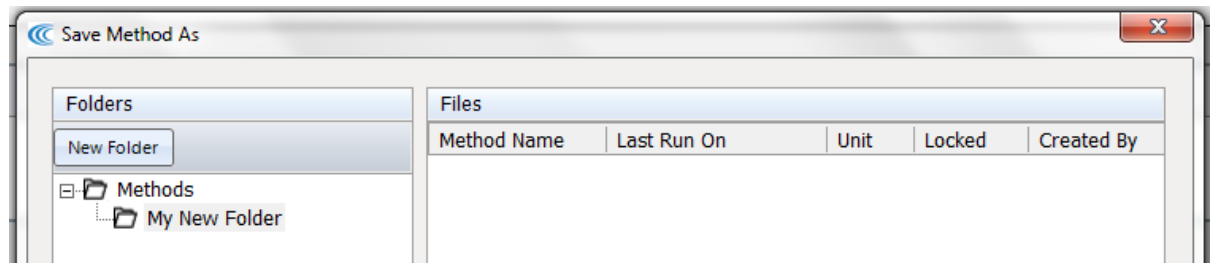 Save Method As
Folders
Files
New Folder
Method Name Last Run On Unit Locked Created By
Methods
My New Folder